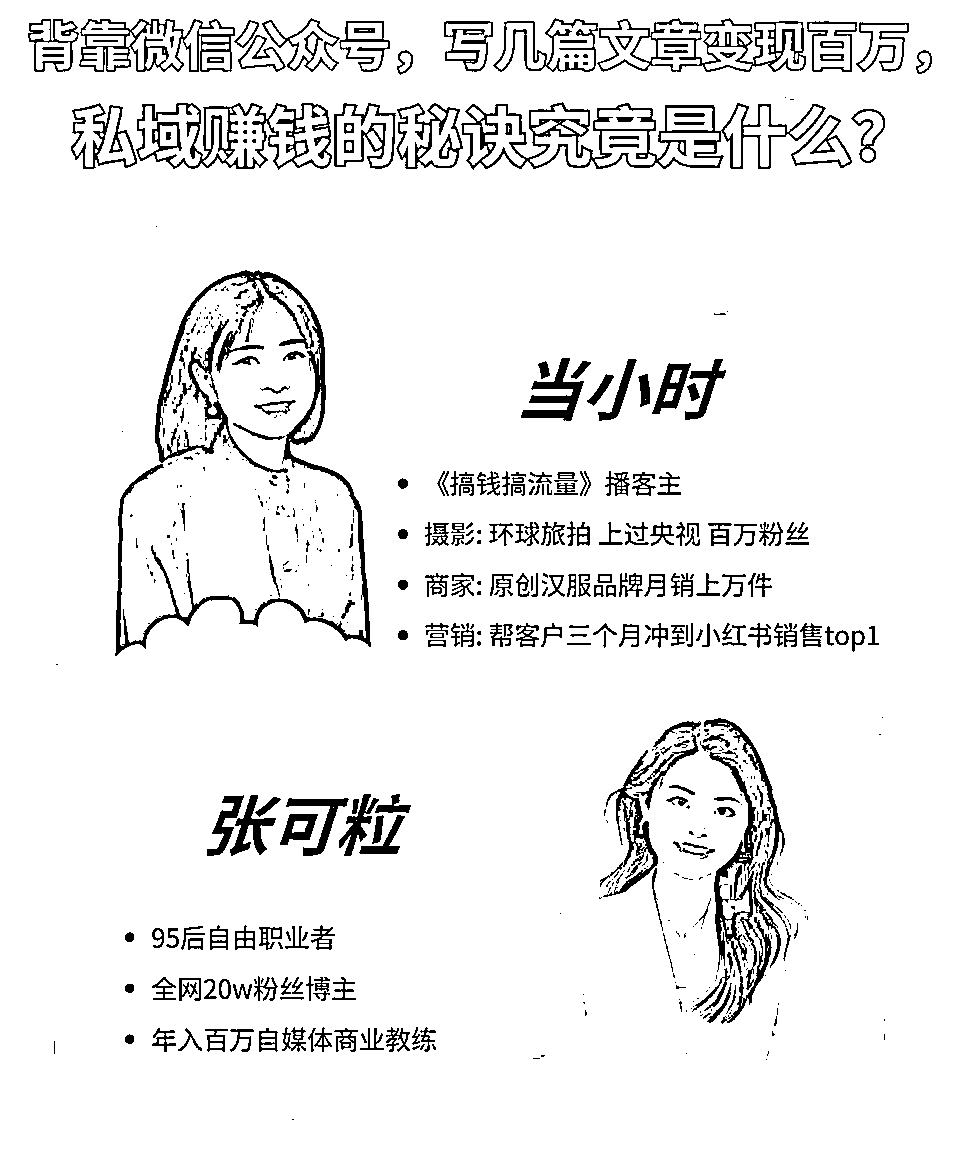 背靠微信公众号，写几篇文章变现百万，
私域赚钱的秘诀究竟是什么？
当小时
• 《搞钱搞流量》播客主
• 摄影: 环球旅拍 上过央视 百万粉丝
• 商家: 原创汉服品牌月销上万件
• 营销: 帮客户三个月冲到小红书销售top1
张可粒
• 95后自由职业者
• 全网20w粉丝博主
• 年入百万自媒体商业教练